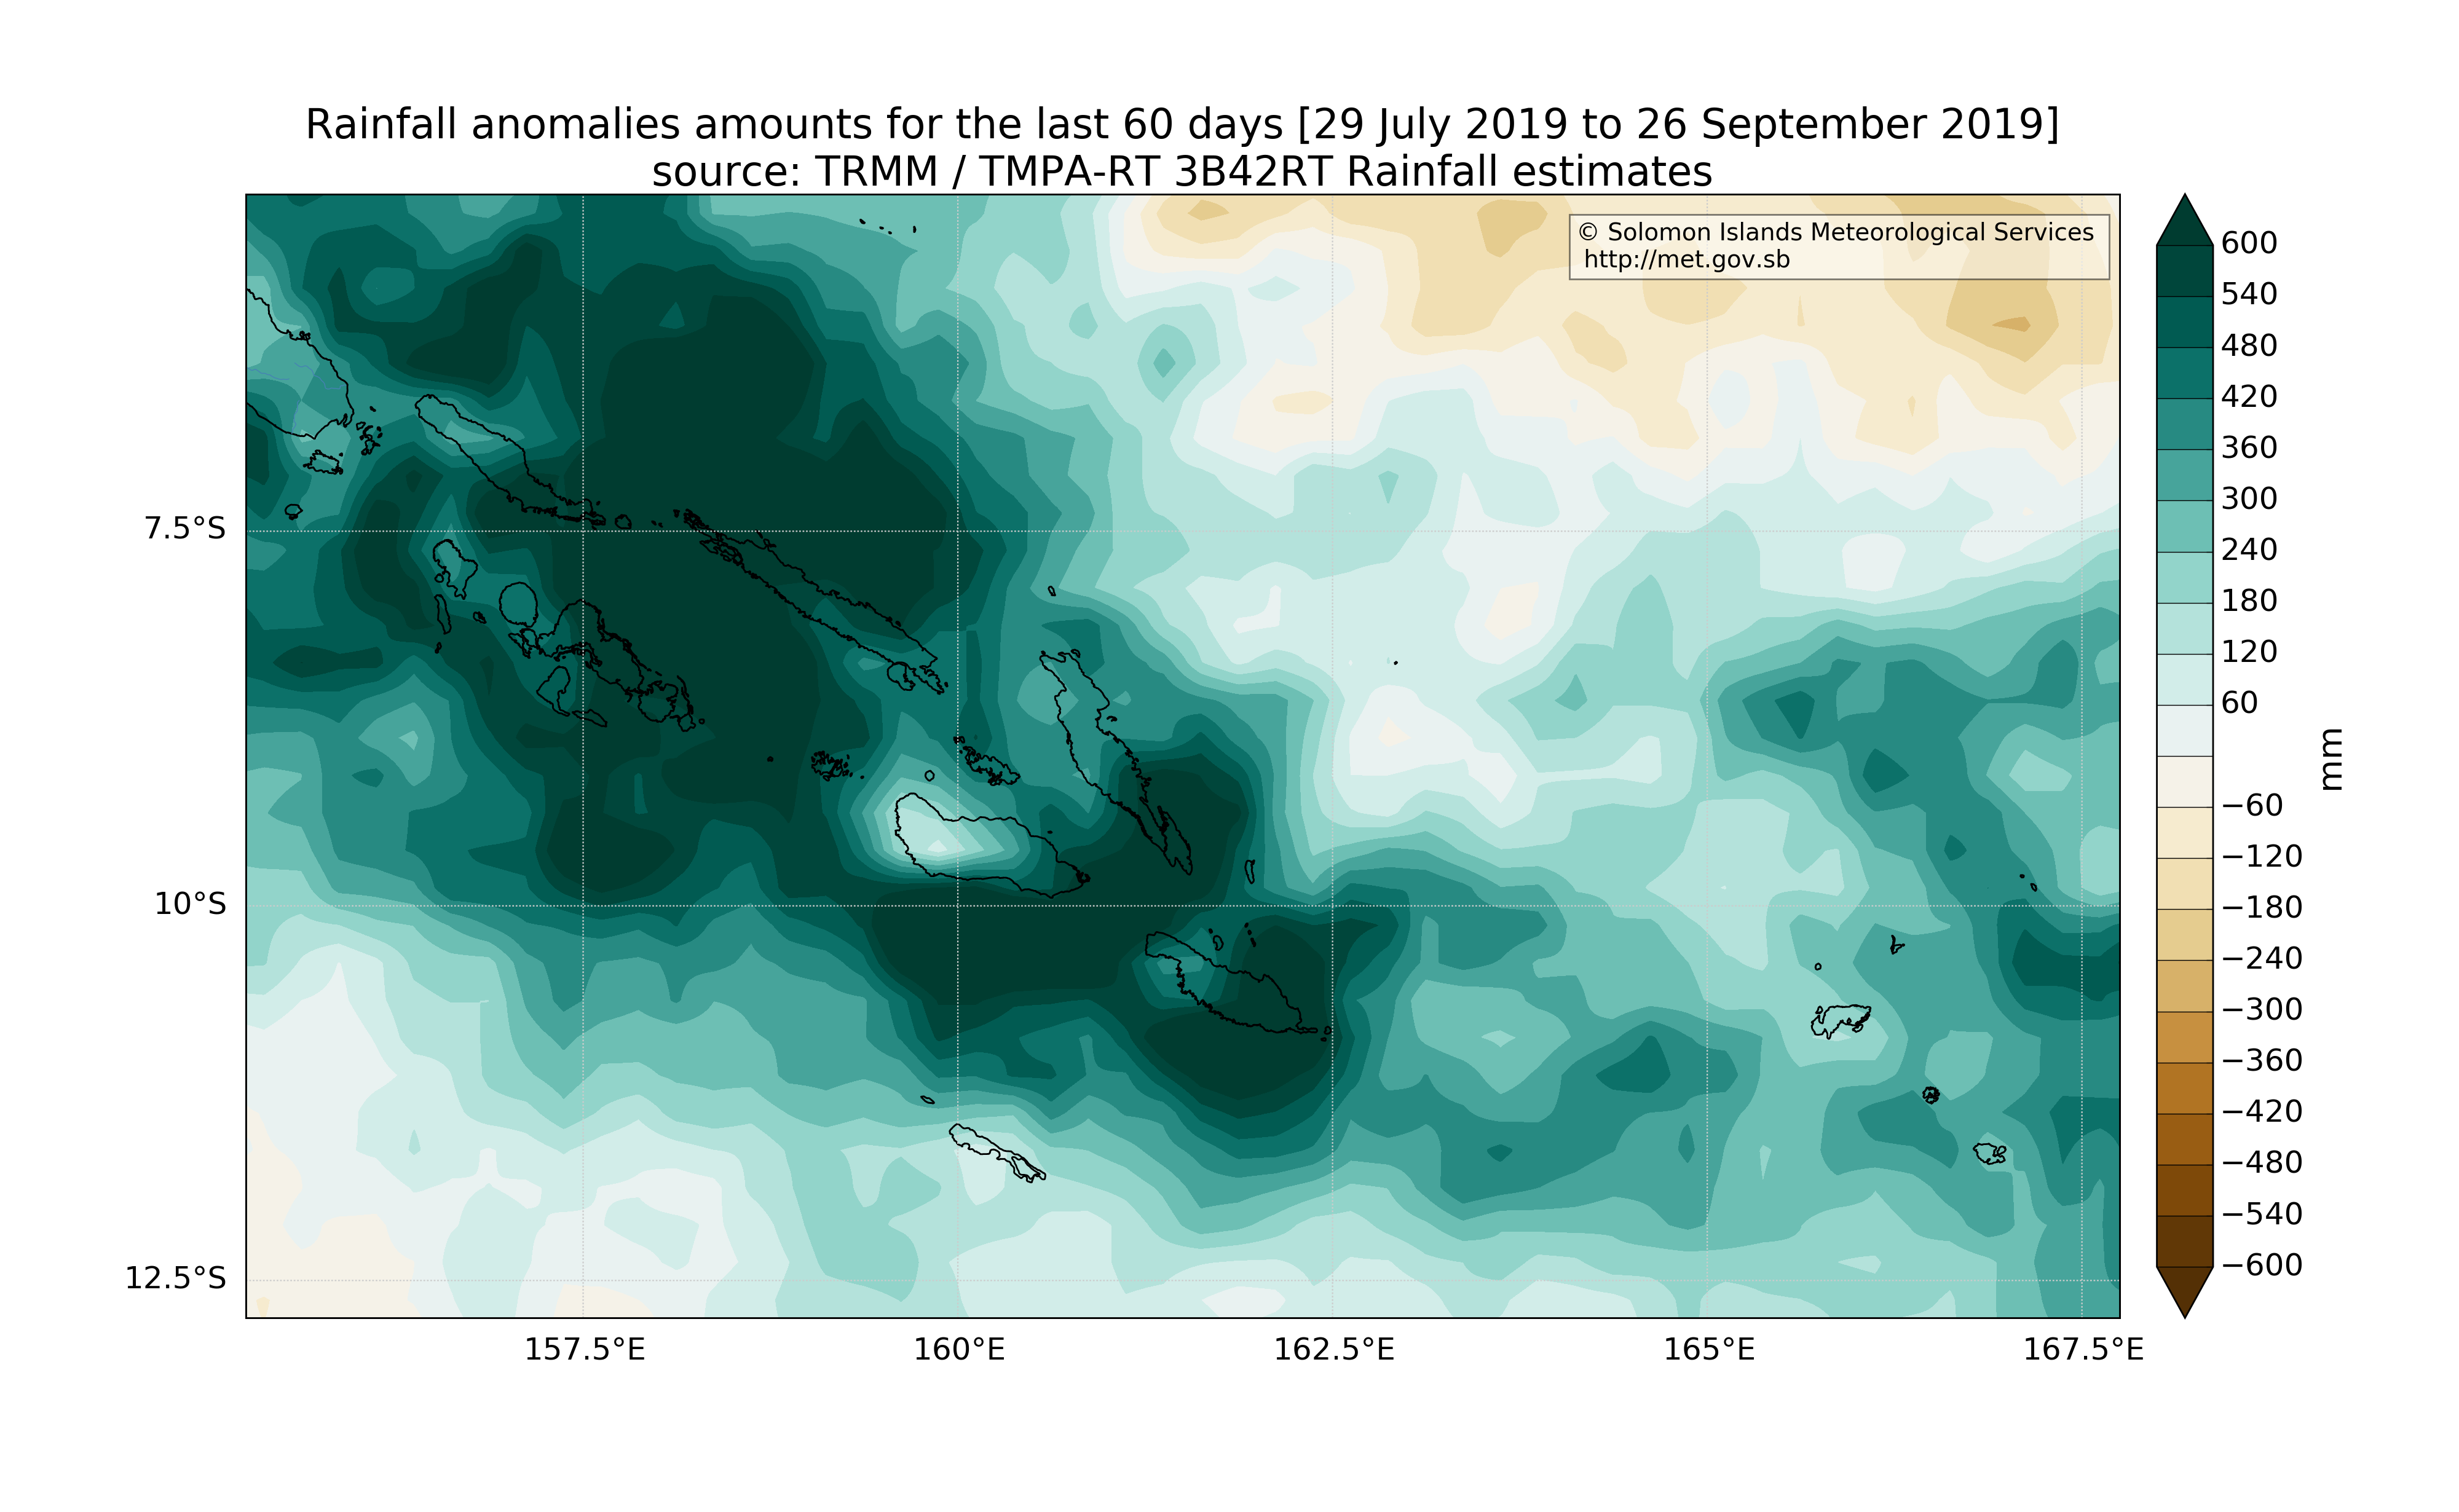 Rainfall anomalies amounts for the last 60 days [29 July 2019 to 26 September 2019]
source: TRMM / TMPA-RT 3B42RT Rainfall estimates
© Solomon Islands Meteorological Services
http://met.gov.sb
7.5°S
10°S
12.5°S
157.5°E
160°E
162.5°E
165°E
167.5°E
600
540
480
420
360
300
240
180
120
60
−60
−120
−180
−240
−300
−360
−420
−480
−540
−600
mm